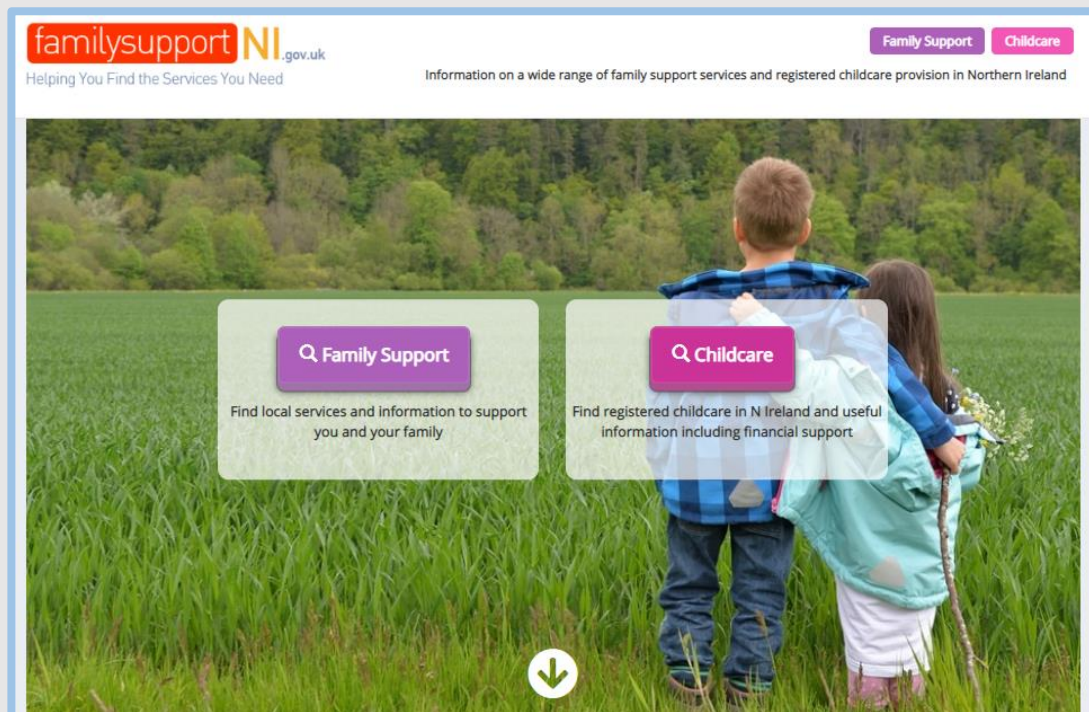 familysupport NI .gov.uk
Helping You Find the Services You Need
Family Support
Childcare
Information on a wide range of family support services and registered childcare provision in Northern Ireland
Family Support
Find local services and information to support
you and your family
Childcare
Find registered childcare in N Ireland and useful
information including financial support